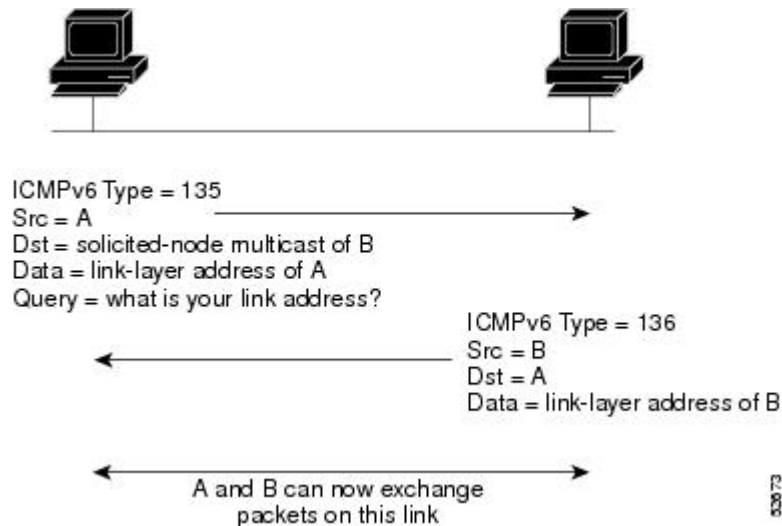 ICMPv6 Type = 135
Src = A
Dst = solicited-node multicast of B
Data = link-layer address of A
Query = what is your link address?
ICMPv6 Type = 136
Src = B
Dst = A
Data = link-layer address of B
A and B can now exchange
packets on this link